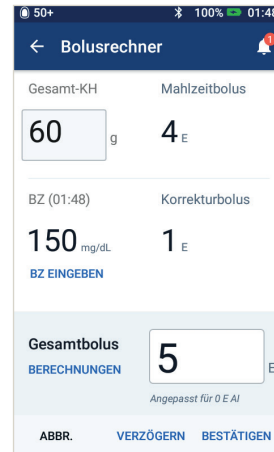 50+ 100% 01:48
← Bolusrechner 1
Gesamt-KH Mahlzeitbolus
60 g 4 E
BZ (01:48) Korrekturbolus
150 mg/dL 1 E
BZ EINGEBEN
Gesamtbolus
BERECHNUNGEN 5 E
Angepasst für 0 E AI
ABBR. VERZÖGERN BESTÄTIGEN